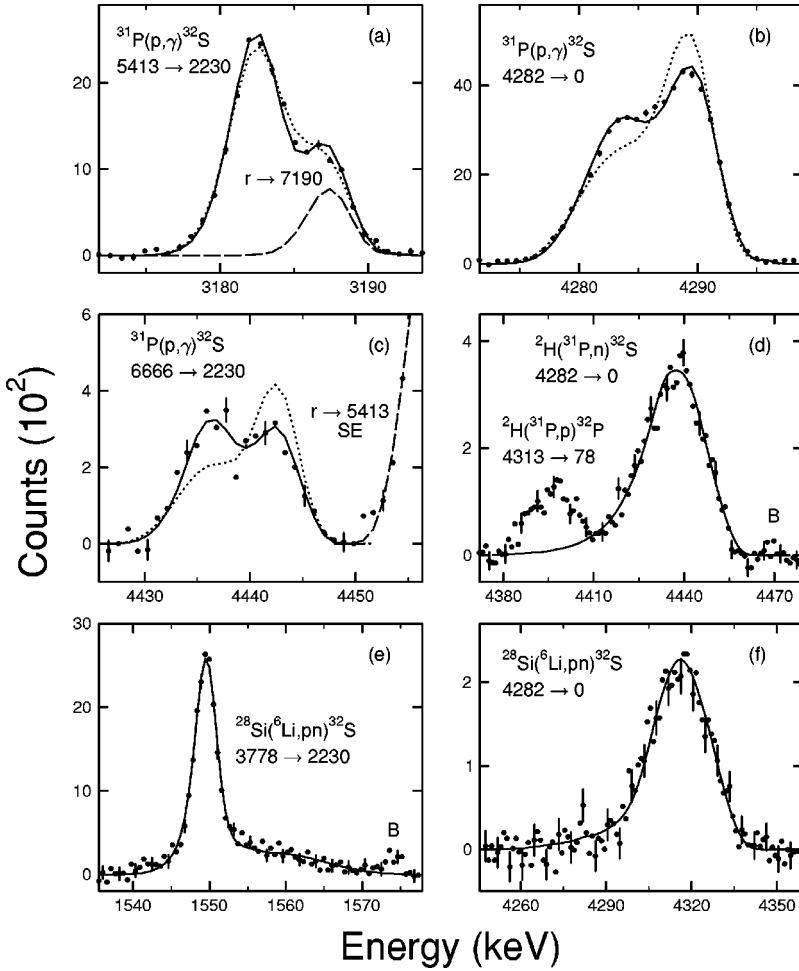 ³¹P(p,γ)³²S
5413 → 2230
(a)
r → 7190
20
10
0
3180
3190
³¹P(p,γ)³²S
4282 → 0
(b)
40
20
0
4280
4290
³¹P(p,γ)³²S
6666 → 2230
(c)
r → 5413
SE
6
4
2
0
4430
4440
4450
²H(³¹P,n)³²S
4282 → 0
(d)
²H(³¹P,p)³²P
4313 → 78
B
4
2
0
4380
4410
4440
4470
²⁸Si(⁶Li,pn)³²S
3778 → 2230
(e)
B
30
20
10
0
1540
1550
1560
1570
²⁸Si(⁶Li,pn)³²S
4282 → 0
(f)
2
1
0
4260
4290
4320
4350
Counts (10²)
Energy (keV)